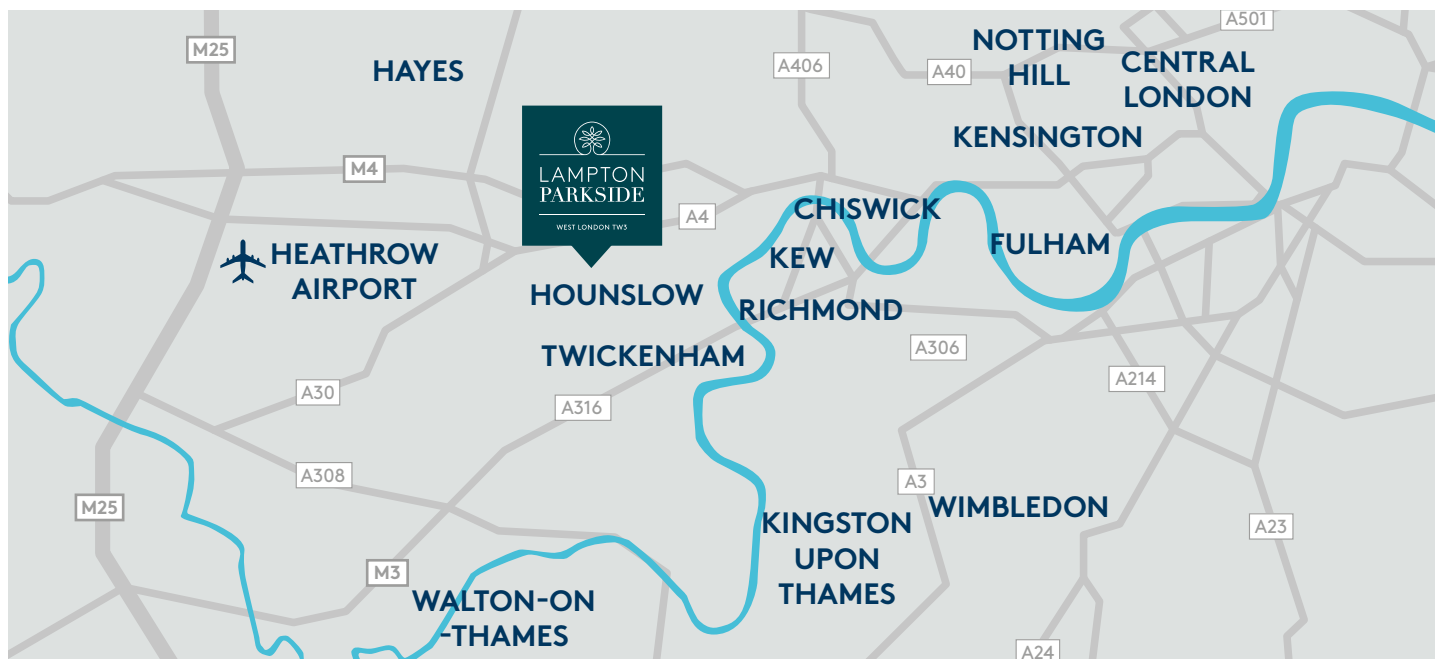 A501
NOTTING
HILL
M25
HAYES
A406
A40
CENTRAL
LONDON
KENSINGTON
M4
LAMPTON
PARKSIDE
WEST LONDON TW3
A4
CHISWICK
FULHAM
HEATHROW
AIRPORT
KEW
HOUNSLOW
RICHMOND
TWICKENHAM
A306
A214
A30
A316
A308
A3
M25
WIMBLEDON
KINGSTON
UPON
THAMES
A23
M3
WALTON-ON
-THAMES
A24